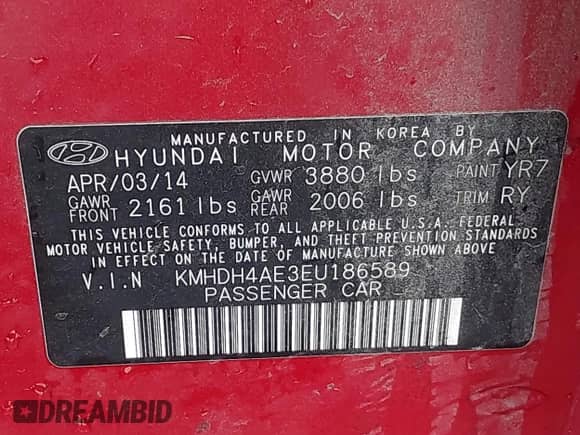 MANUFACTURED IN KOREA BY
HYUNDAI MOTOR COMPANY
APR/03/14 GVWR 3880 lbs PAINT YR7
GAWR FRONT 2161 lbs GAWR REAR 2006 lbs TRIM RY
THIS VEHICLE CONFORMS TO ALL APPLICABLE U.S.A. FEDERAL
MOTOR VEHICLE SAFETY, BUMPER, AND THEFT PREVENTION STANDARDS
IN EFFECT ON THE DATE OF MANUFACTURE SHOWN ABOVE
V.I.N KMHDH4AE3EU186589
PASSENGER CAR
DREAMBID